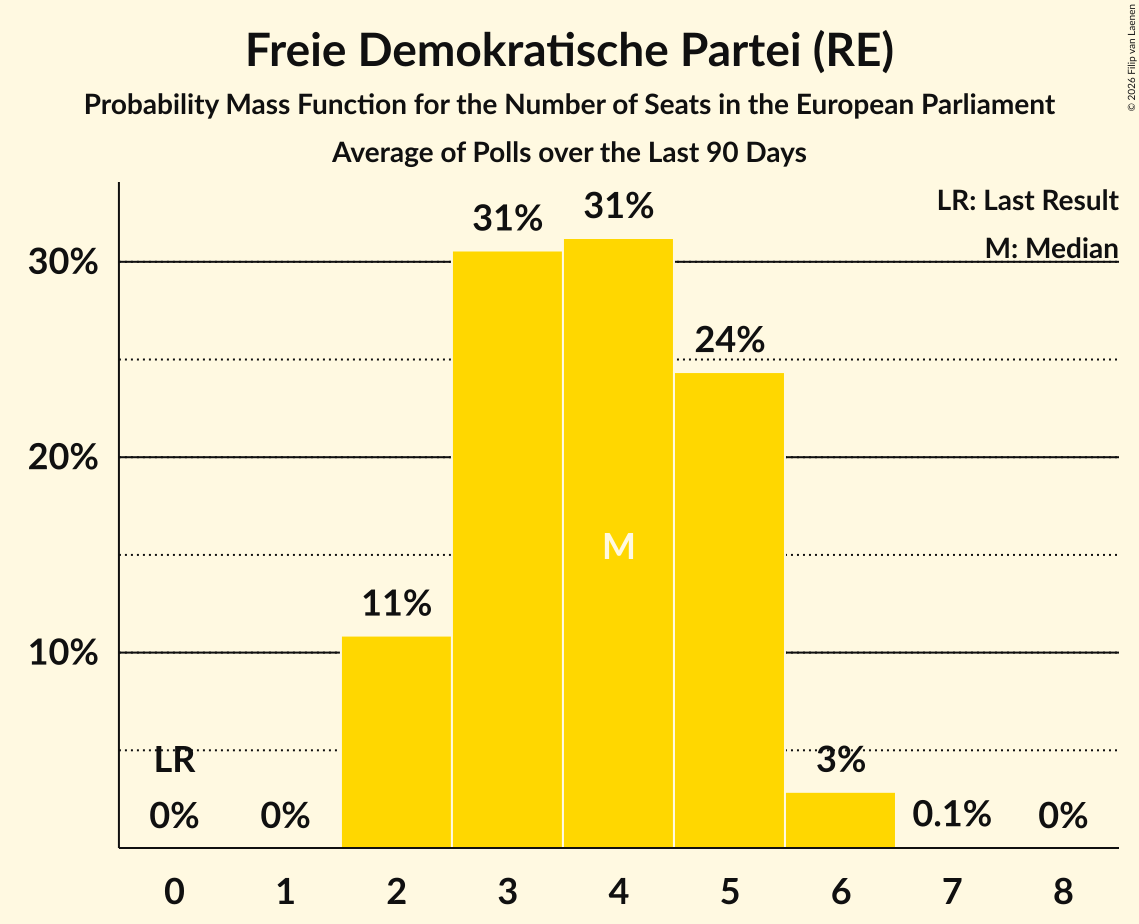 Freie Demokratische Partei (RE)
Probability Mass Function for the Number of Seats in the European Parliament
Average of Polls over the Last 90 Days
© 2026 Filip van Laenen
LR: Last Result
M: Median
31%
31%
30%
24%
20%
M
11%
10%
LR
3%
0%
0%
0.1%
0%
0 1 2 3 4 5 6 7 8